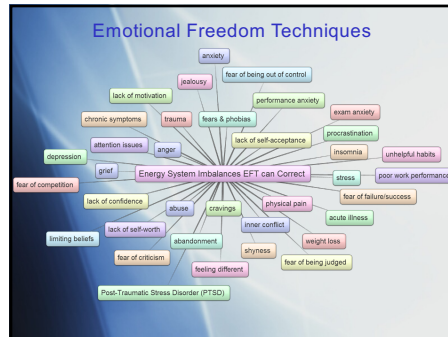 Emotional Freedom Techniques
anxiety
fear of being out of control
jealousy
lack of motivation
performance anxiety
exam anxiety
chronic symptoms
trauma
fears & phobias
procrastination
lack of self-acceptance
attention issues
anger
insomnia
unhelpful habits
depression
grief
Energy System Imbalances EFT can Correct
stress
poor work performance
fear of competition
fear of failure/success
lack of confidence
abuse
cravings
physical pain
acute illness
lack of self-worth
inner conflict
limiting beliefs
abandonment
weight loss
fear of criticism
shyness
feeling different
fear of being judged
Post-Traumatic Stress Disorder (PTSD)